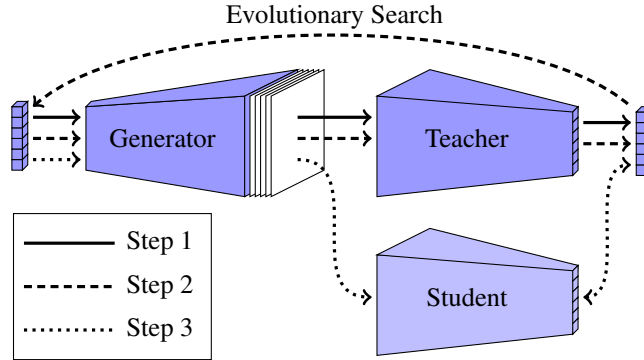 Evolutionary Search
Generator
Teacher
Step 1
Step 2
Student
Step 3